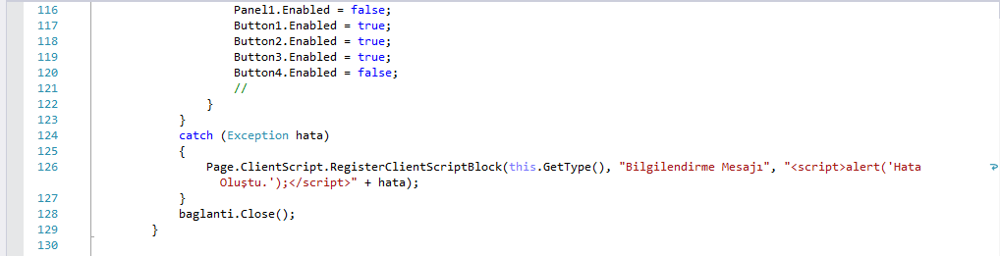 116 Panel1.Enabled = false;
117 Button1.Enabled = true;
118 Button2.Enabled = true;
119 Button3.Enabled = true;
120 Button4.Enabled = false;
121 //
122 }
123 }
124 catch (Exception hata)
125 {
126 Page.ClientScript.RegisterClientScriptBlock(this.GetType(), "Bilgilendirme Mesajı", "<script>alert('Hata
Oluştu.');</script>" + hata);
127 }
128 baglanti.Close();
129 }
130